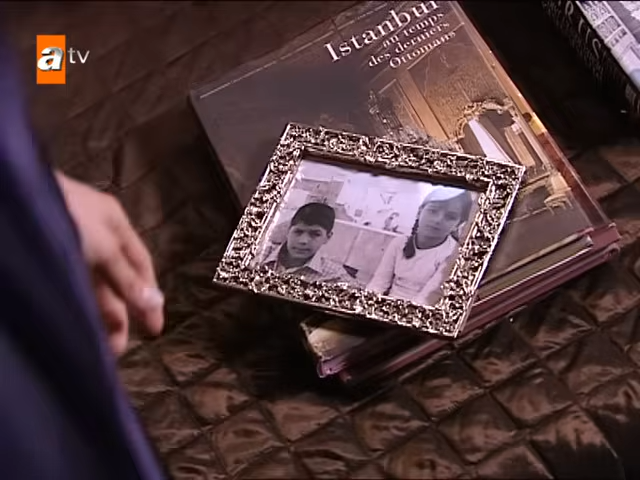 atv
Istanbul
au temps
des derniers
Ottomans